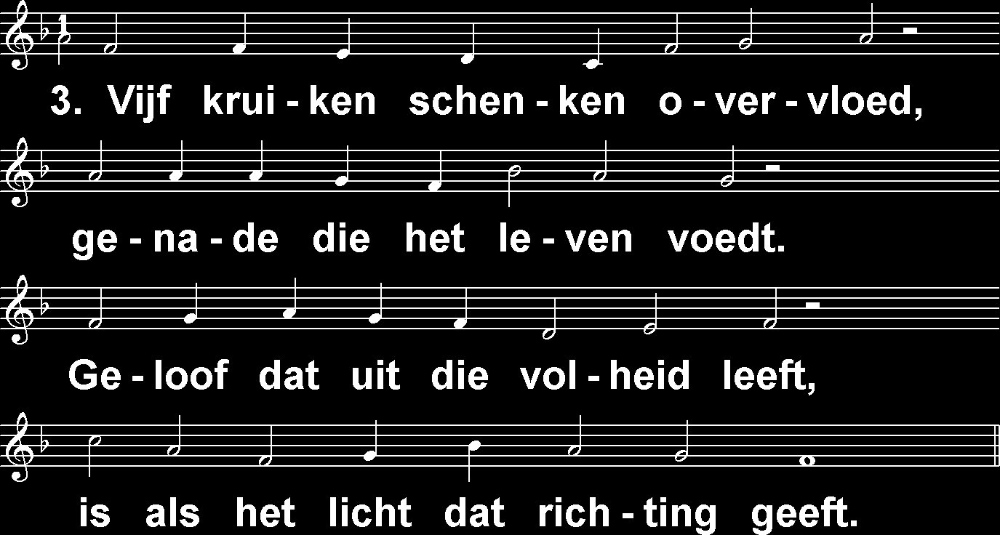 3. Vijf krui - ken schen - ken o - ver - vloed,
ge - na - de die het le - ven voedt.
Ge - loof dat uit die vol - heid leeft,
is als het licht dat rich - ting geeft.